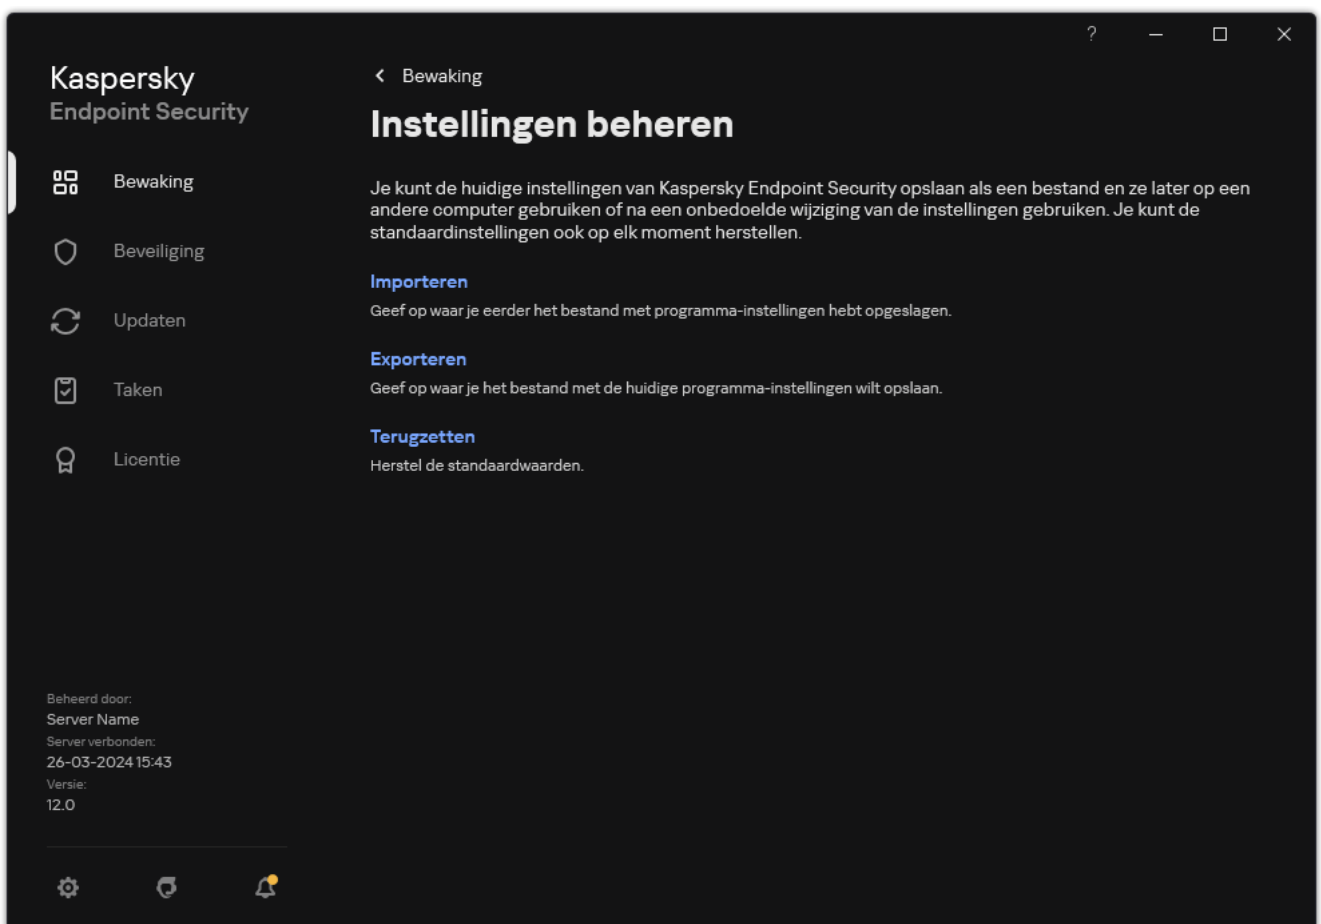 ?
Kaspersky
Endpoint Security
Bewaking
Beveiliging
Updaten
Taken
Licentie
Beheerd door:
Server Name
Server verbonden:
26-03-2024 15:43
Versie:
12.0
Bewaking
Instellingen beheren
Je kunt de huidige instellingen van Kaspersky Endpoint Security opslaan als een bestand en ze later op een
andere computer gebruiken of na een onbedoelde wijziging van de instellingen gebruiken. Je kunt de
standaardinstellingen ook op elk moment herstellen.
Importeren
Geef op waar je eerder het bestand met programma-instellingen hebt opgeslagen.
Exporteren
Geef op waar je het bestand met de huidige programma-instellingen wilt opslaan.
Terugzetten
Herstel de standaardwaarden.